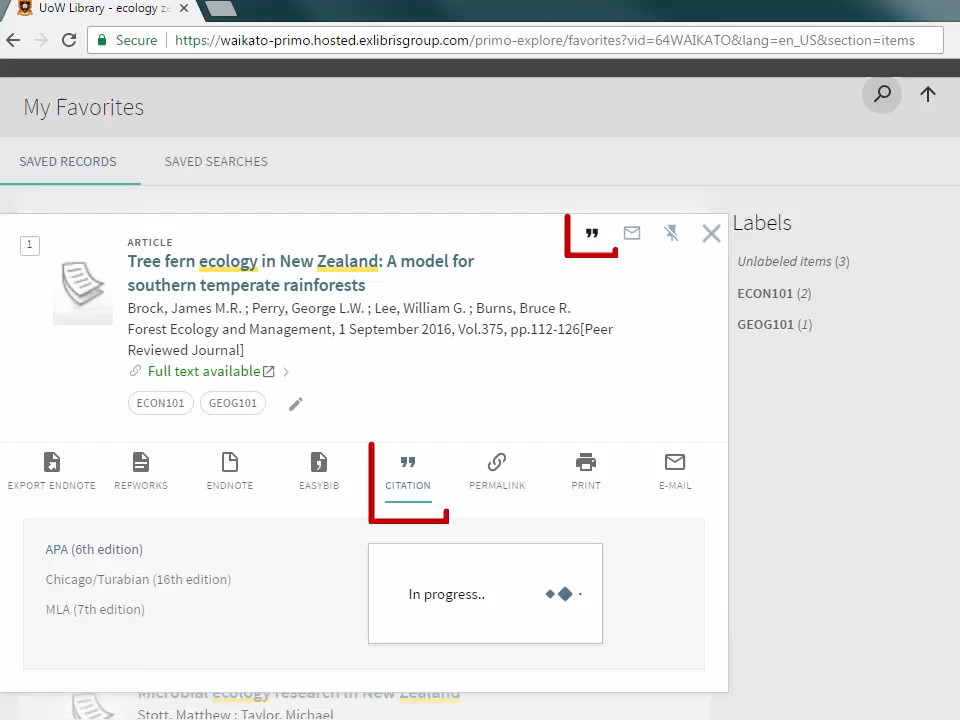 UoW Library - ecology ze
Secure
https://waikato-primo.hosted.exlibrisgroup.com/primo-explore/favorites?vid=64WAIKATO&lang=en_US&section=items
My Favorites
SAVED RECORDS SAVED SEARCHES
Labels
Unlabeled items (3)
ECON101 (2)
GEOG101 (1)
1
ARTICLE
Tree fern ecology in New Zealand: A model for
southern temperate rainforests
Brock, James M.R. ; Perry, George L.W. ; Lee, William G. ; Burns, Bruce R.
Forest Ecology and Management, 1 September 2016, Vol.375, pp.112-126[Peer
Reviewed Journal]
Full text available
ECON101 GEOG101
EXPORT ENDNOTE REFWORKS ENDNOTE EASYBIB CITATION PERMALINK PRINT E-MAIL
APA (6th edition)
Chicago/Turabian (16th edition)
MLA (7th edition)
In progress..
Microbial ecology research in New Zealand
Stott, Matthew ; Taylor, Michael